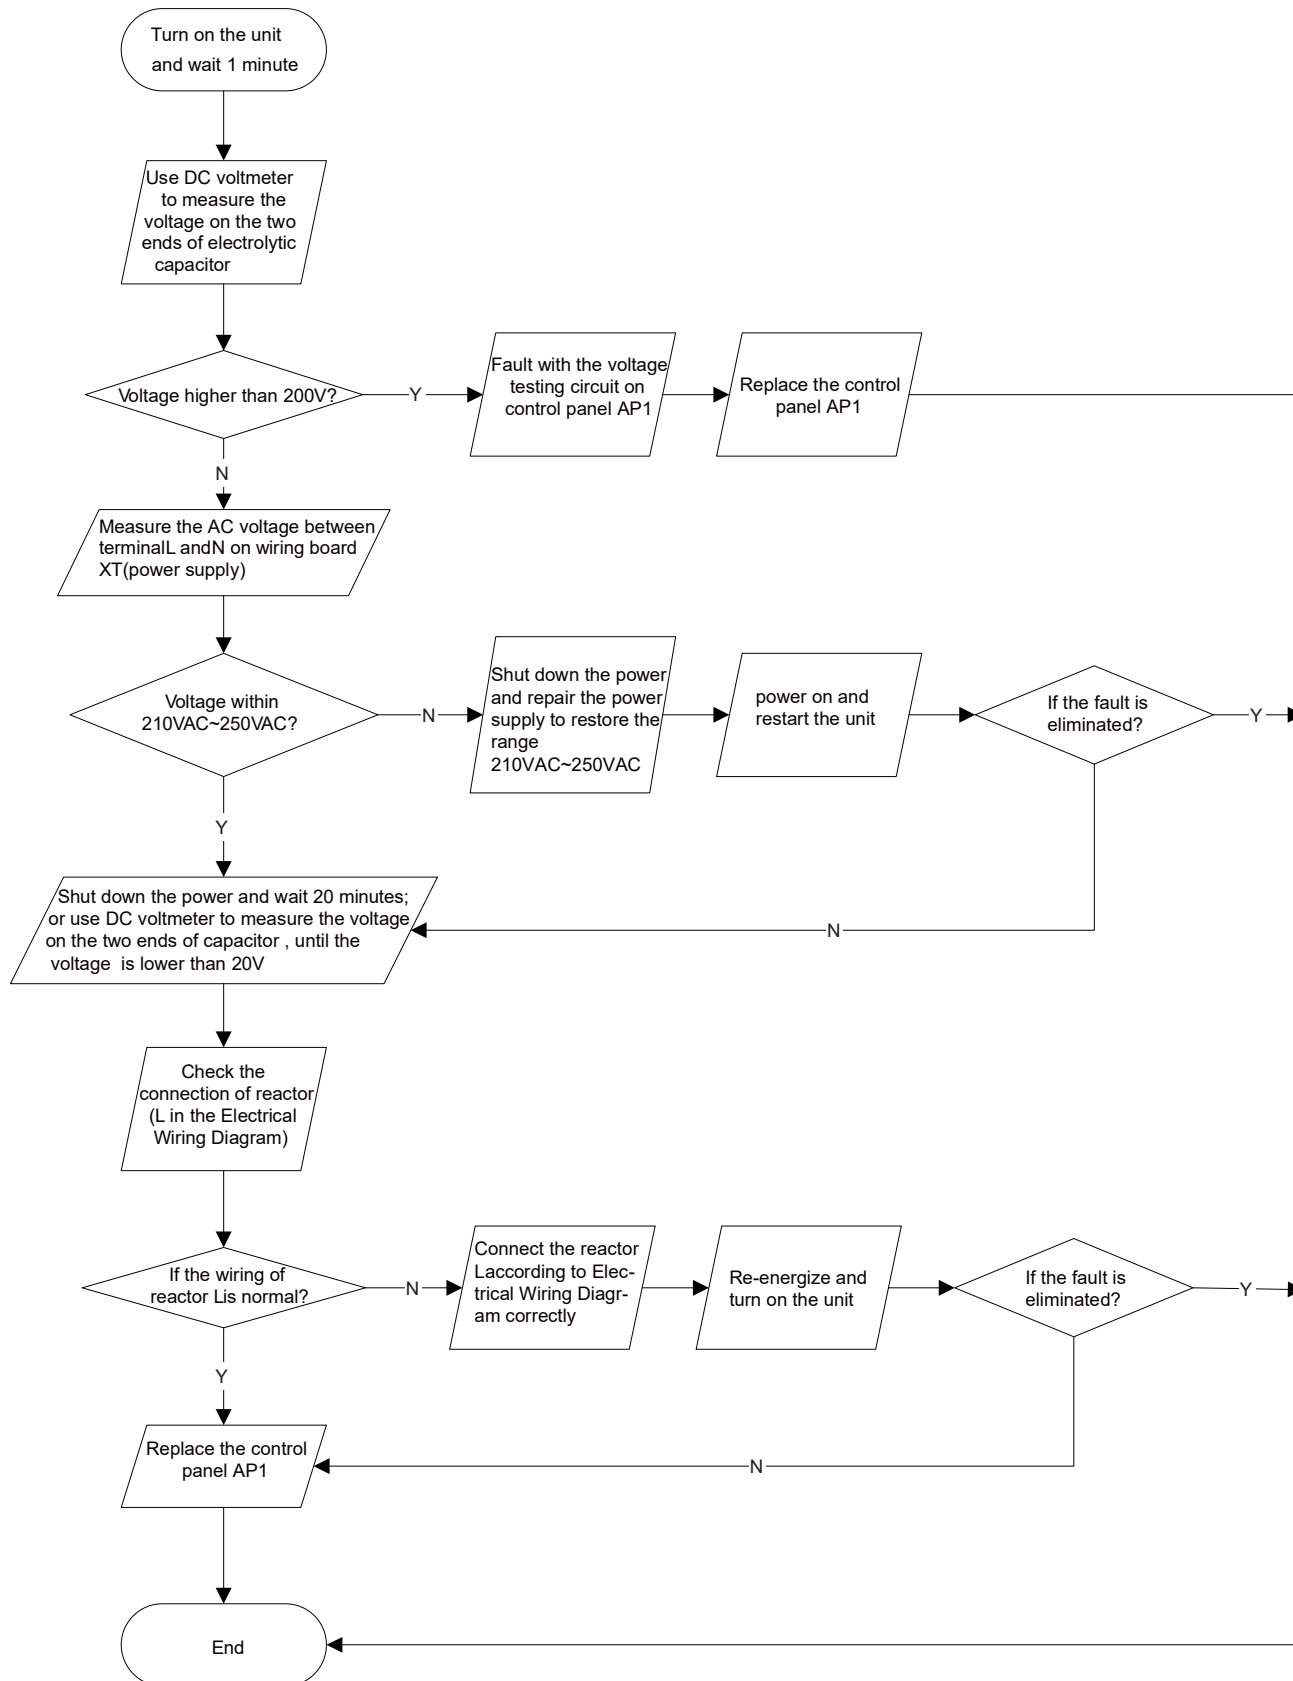 Turn on the unit
and wait 1 minute
Use DC voltmeter
to measure the
voltage on the two
ends of electrolytic
capacitor
Voltage higher than 200V?
Y
Fault with the voltage
testing circuit on
control panel AP1
Replace the control
panel AP1
N
Measure the AC voltage between
terminalL andN on wiring board
XT(power supply)
Voltage within
210VAC~250VAC?
N
Shut down the power
and repair the power
supply to restore the
range
210VAC~250VAC
power on and
restart the unit
If the fault is
eliminated?
Y
Y
Shut down the power and wait 20 minutes;
or use DC voltmeter to measure the voltage
on the two ends of capacitor , until the
voltage is lower than 20V
N
Check the
connection of reactor
(L in the Electrical
Wiring Diagram)
If the wiring of
reactor Lis normal?
N
Connect the reactor
Laccording to Elec-
trical Wiring Diagr-
am correctly
Re-energize and
turn on the unit
If the fault is
eliminated?
Y
Y
Replace the control
panel AP1
N
End